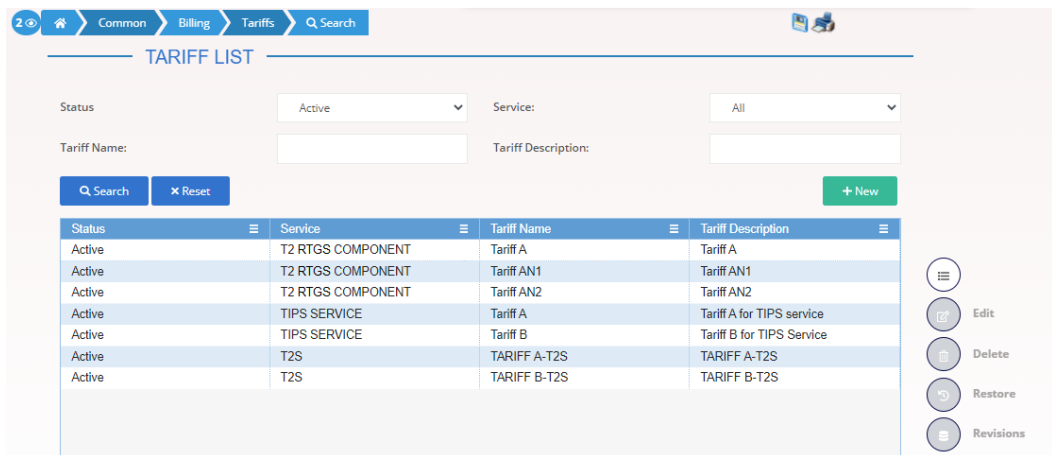 2 Common Billing Tariffs Search
TARIFF LIST
Status Active Service: All
Tariff Name: Tariff Description:
Search Reset New
Status Service Tariff Name Tariff Description
Active T2 RTGS COMPONENT Tariff A Tariff A
Active T2 RTGS COMPONENT Tariff AN1 Tariff AN1
Active T2 RTGS COMPONENT Tariff AN2 Tariff AN2
Active TIPS SERVICE Tariff A Tariff A for TIPS service
Active TIPS SERVICE Tariff B Tariff B for TIPS Service
Active T2S TARIFF A-T2S TARIFF A-T2S
Active T2S TARIFF B-T2S TARIFF B-T2S
Edit
Delete
Restore
Revisions